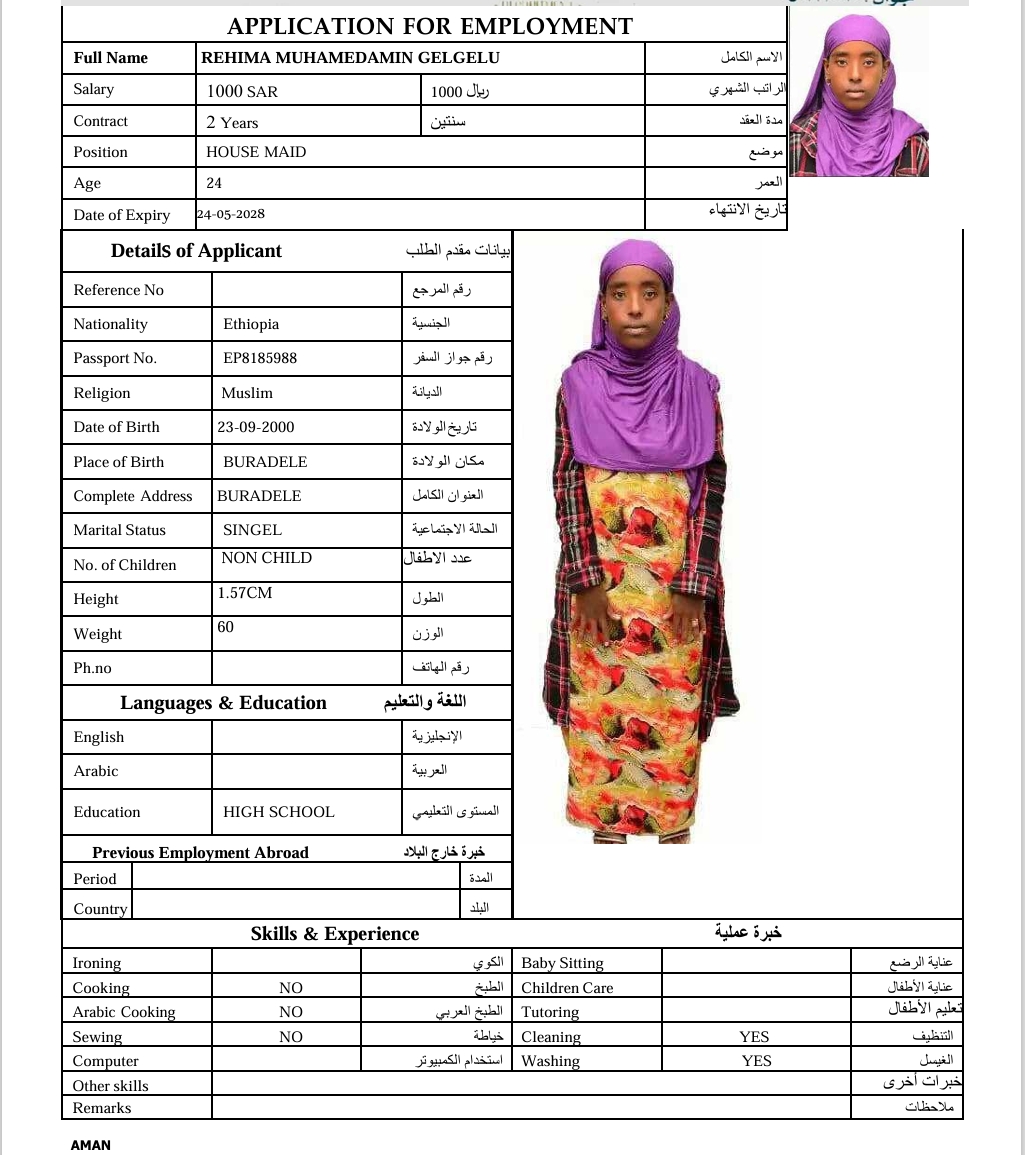 APPLICATION FOR EMPLOYMENT
Full Name REHIMA MUHAMEDAMIN GELGELU الاسم الكامل
Salary 1000 SAR 1000 ريال الراتب الشهري
Contract 2 Years سنتين مدة العقد
Position HOUSE MAID موضع
Age 24 العمر
Date of Expiry 24-05-2028 تاريخ الانتهاء
Details of Applicant بيانات مقدم الطلب
Reference No رقم المرجع
Nationality Ethiopia الجنسية
Passport No. EP8185988 رقم جواز السفر
Religion Muslim الديانة
Date of Birth 23-09-2000 تاريخ الولادة
Place of Birth BURADELE مكان الولادة
Complete Address BURADELE العنوان الكامل
Marital Status SINGEL الحالة الاجتماعية
No. of Children NON CHILD عدد الاطفال
Height 1.57CM الطول
Weight 60 الوزن
Ph.no رقم الهاتف
Languages & Education اللغة والتعليم
English الإنجليزية
Arabic العربية
Education HIGH SCHOOL المستوى التعليمي
Previous Employment Abroad خبرة خارج البلاد
Period المدة
Country البلد
Skills & Experience خبرة عملية
Ironing الكوي Baby Sitting عناية الرضع
Cooking NO الطبخ Children Care عناية الأطفال
Arabic Cooking NO الطبخ العربي Tutoring تعليم الأطفال
Sewing NO خياطة Cleaning YES التنظيف
Computer استخدام الكمبيوتر Washing YES الغيسل
Other skills خبرات أخرى
Remarks ملاحظات
AMAN